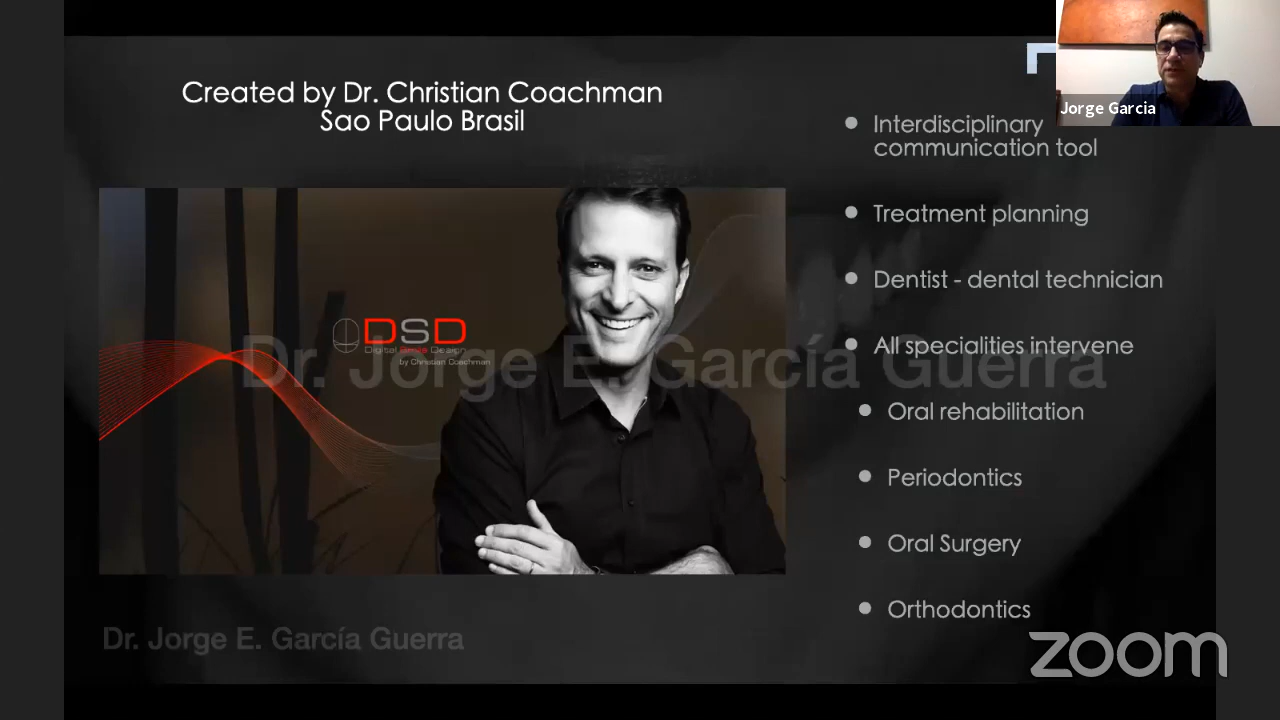 Created by Dr. Christian Coachman
Sao Paulo Brasil
DSD
Digital Smile Design
by Christian Coachman
Dr. Jorge E. García Guerra
Dr. Jorge E. García Guerra
Jorge Garcia
Interdisciplinary
communication tool
Treatment planning
Dentist - dental technician
All specialities intervene
Oral rehabilitation
Periodontics
Oral Surgery
Orthodontics
zoom